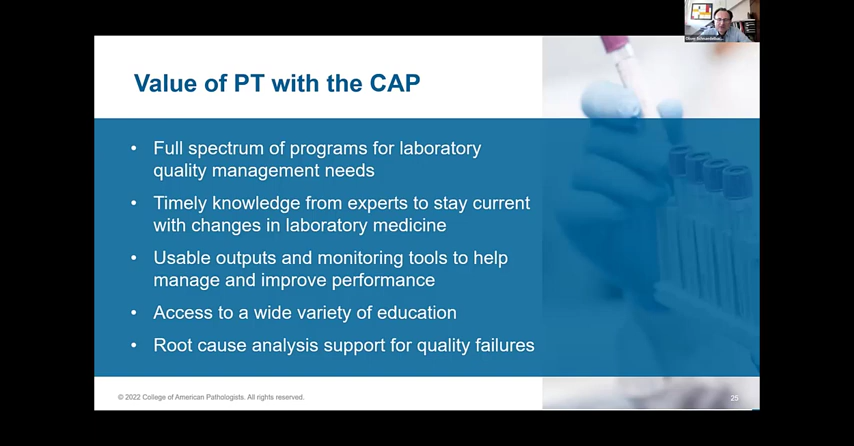 Value of PT with the CAP
• Full spectrum of programs for laboratory
quality management needs
• Timely knowledge from experts to stay current
with changes in laboratory medicine
• Usable outputs and monitoring tools to help
manage and improve performance
• Access to a wide variety of education
• Root cause analysis support for quality failures
© 2022 College of American Pathologists. All rights reserved.
25